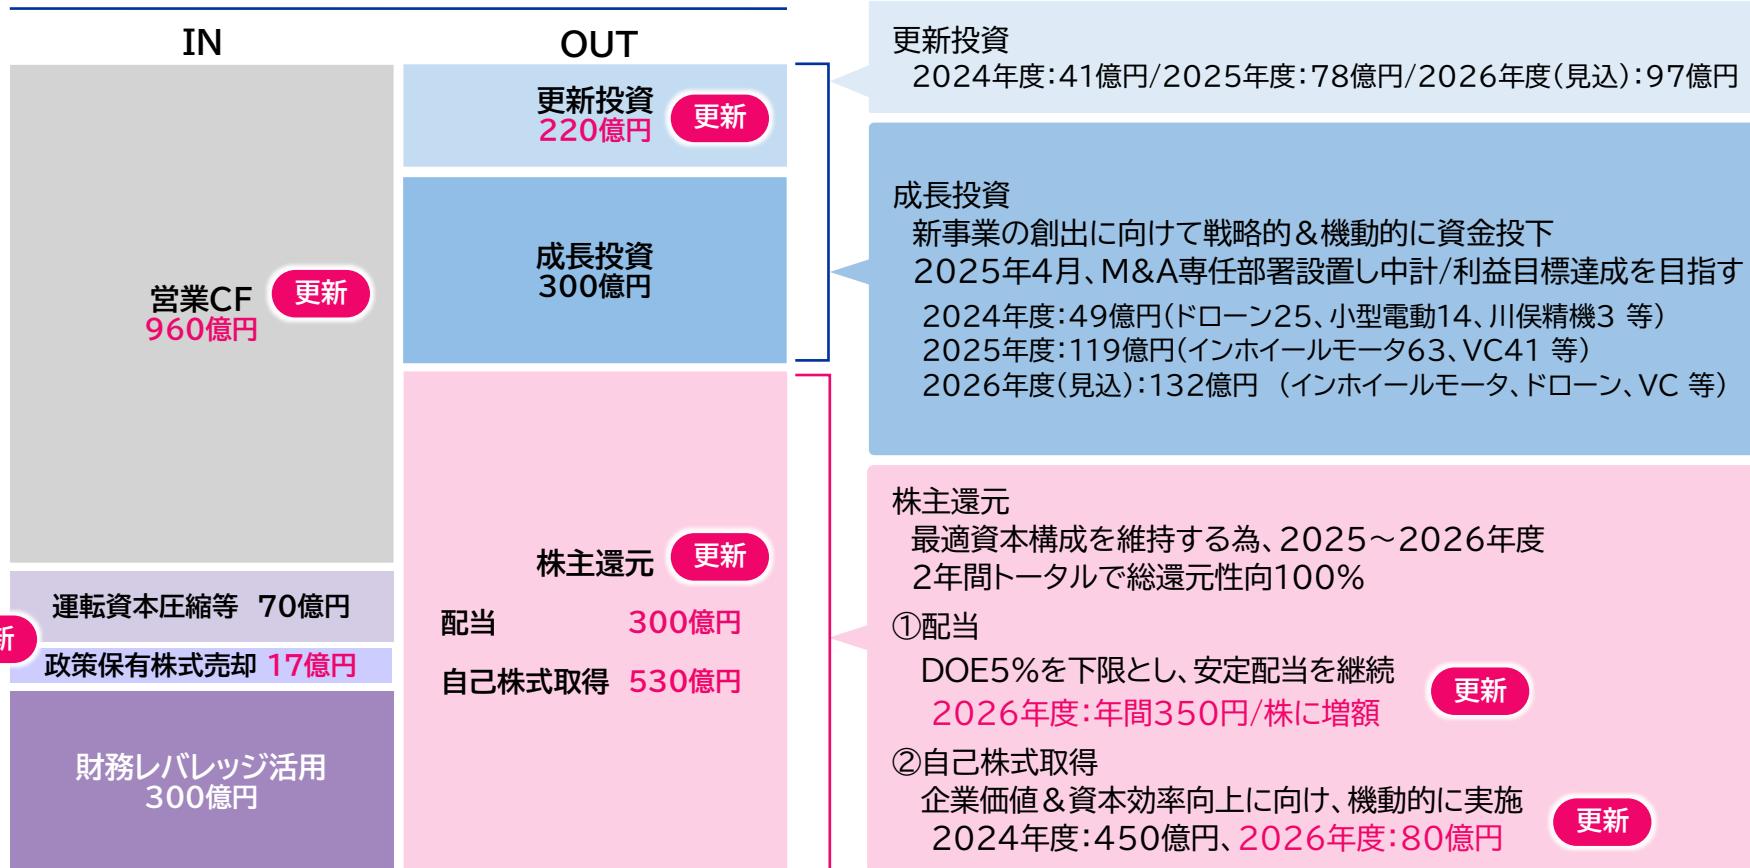 IN
OUT
営業CF
960億円
更新
運転資本圧縮等 70億円
新
政策保有株式売却 17億円
財務レバレッジ活用
300億円
更新投資
220億円
更新
成長投資
300億円
株主還元
更新
配当 300億円
自己株式取得 530億円
更新投資
2024年度:41億円/2025年度:78億円/2026年度(見込):97億円
成長投資
新事業の創出に向けて戦略的&機動的に資金投下
2025年4月、M&A専任部署設置し中計/利益目標達成を目指す
2024年度:49億円(ドローン25、小型電動14、川俣精機3 等)
2025年度:119億円(インホイールモータ63、VC41 等)
2026年度(見込):132億円 (インホイールモータ、ドローン、VC 等)
株主還元
最適資本構成を維持する為、2025~2026年度
2年間トータルで総還元性向100%
①配当
DOE5%を下限とし、安定配当を継続
2026年度:年間350円/株に増額
更新
②自己株式取得
企業価値&資本効率向上に向け、機動的に実施
2024年度:450億円、2026年度:80億円
更新